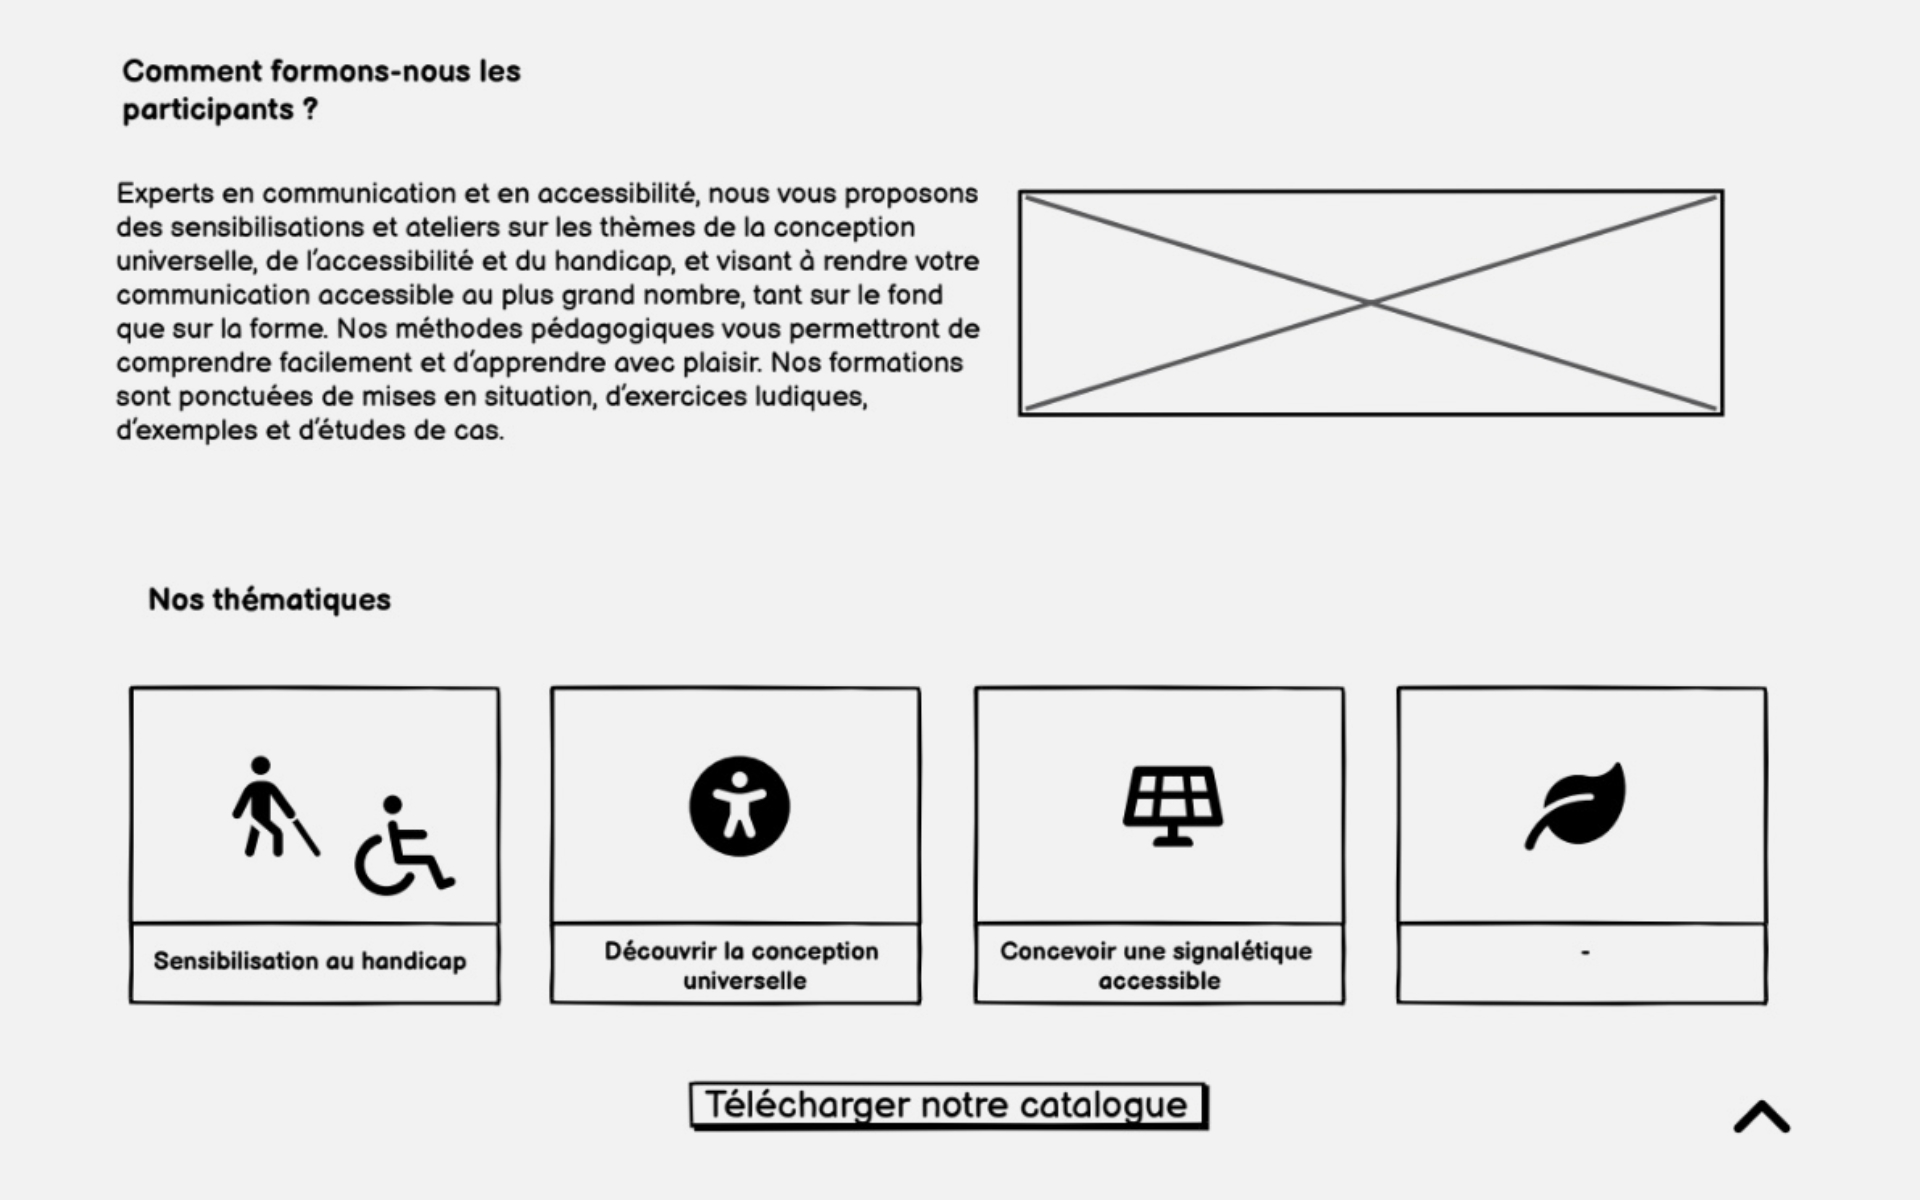 Comment formons-nous les
participants ?
Experts en communication et en accessibilité, nous vous proposons
des sensibilisations et ateliers sur les thèmes de la conception
universelle, de l'accessibilité et du handicap, et visant à rendre votre
communication accessible au plus grand nombre, tant sur le fond
que sur la forme. Nos méthodes pédagogiques vous permettront de
comprendre facilement et d'apprendre avec plaisir. Nos formations
sont ponctuées de mises en situation, d'exercices ludiques,
d'exemples et d'études de cas.
Nos thématiques
Sensibilisation au handicap
Découvrir la conception
universelle
Concevoir une signalétique
accessible
-
Télécharger notre catalogue